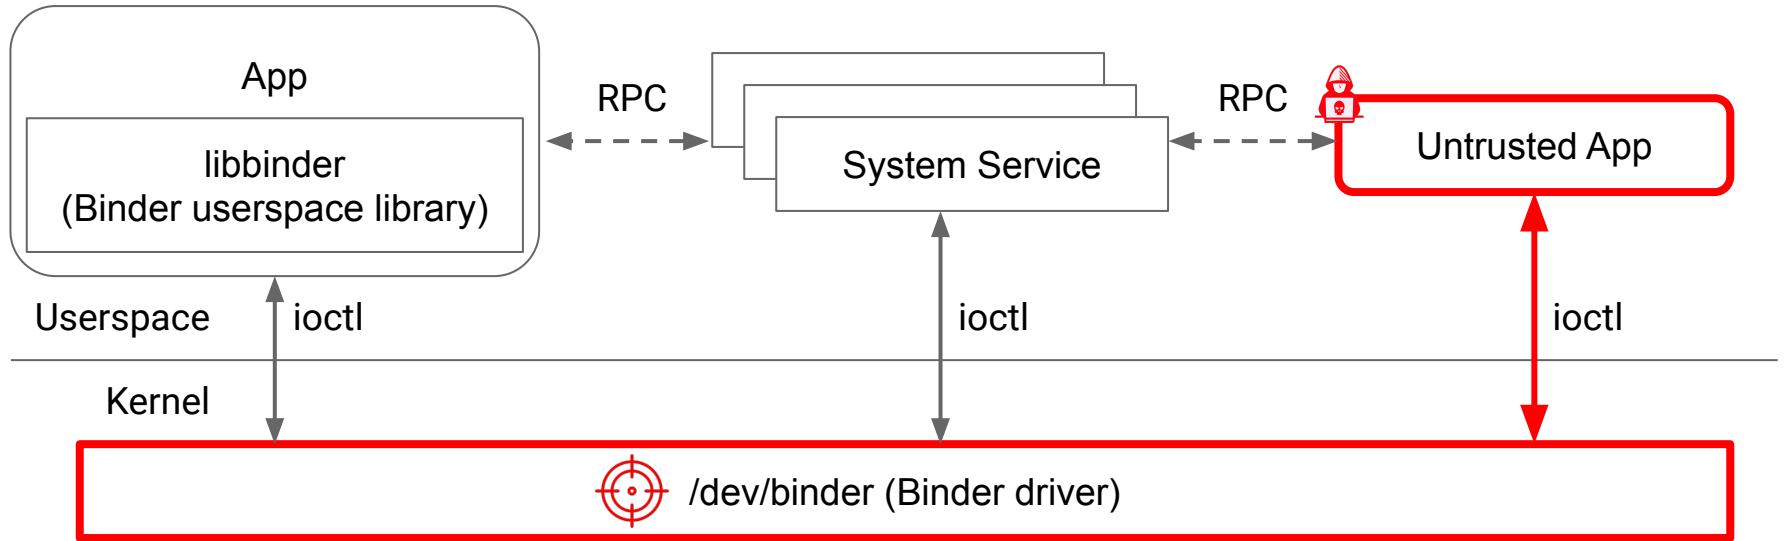 App
libbinder
(Binder userspace library)
RPC
System Service
RPC
Untrusted App
Userspace
ioctl
ioctl
ioctl
Kernel
/dev/binder (Binder driver)